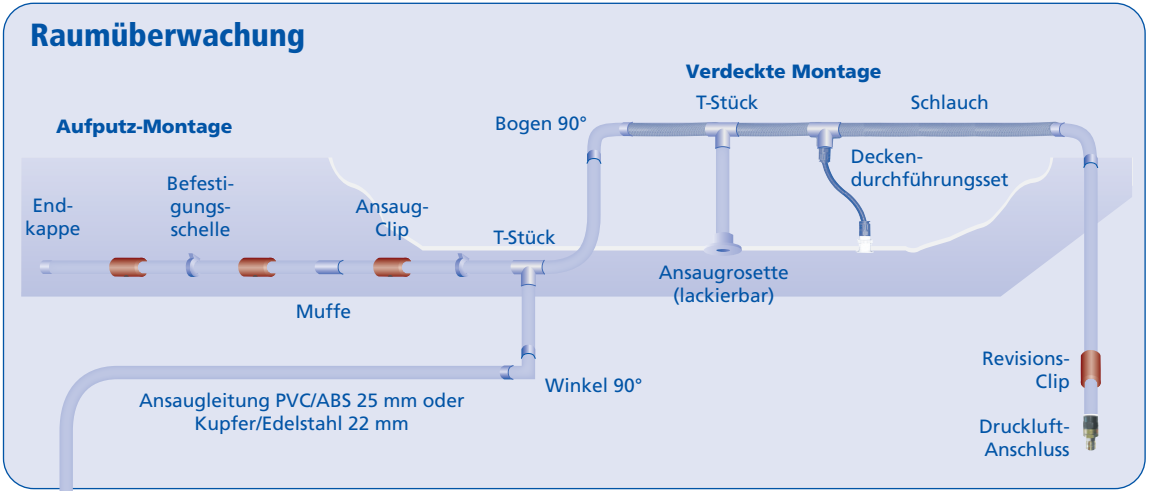 Raumüberwachung
Verdeckte Montage
T-Stück
Schlauch
Aufputz-Montage
Bogen 90°
Decken-
durchführungsset
Befesti-
gungs-
schelle
End-
kappe
Ansaug-
Clip
T-Stück
Ansaugrosette
(lackierbar)
Muffe
Revisions-
Clip
Winkel 90°
Ansaugleitung PVC/ABS 25 mm oder
Kupfer/Edelstahl 22 mm
Druckluft-
Anschluss